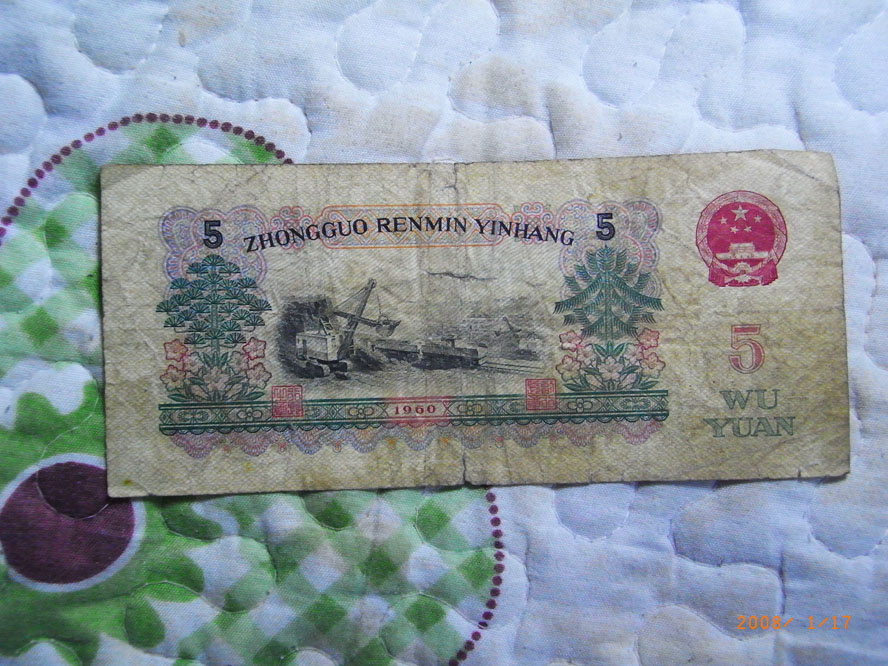 5 ZHONGGUO RENMIN YINHANG 5
5
WU
YUAN
1960
2008/ 1/17